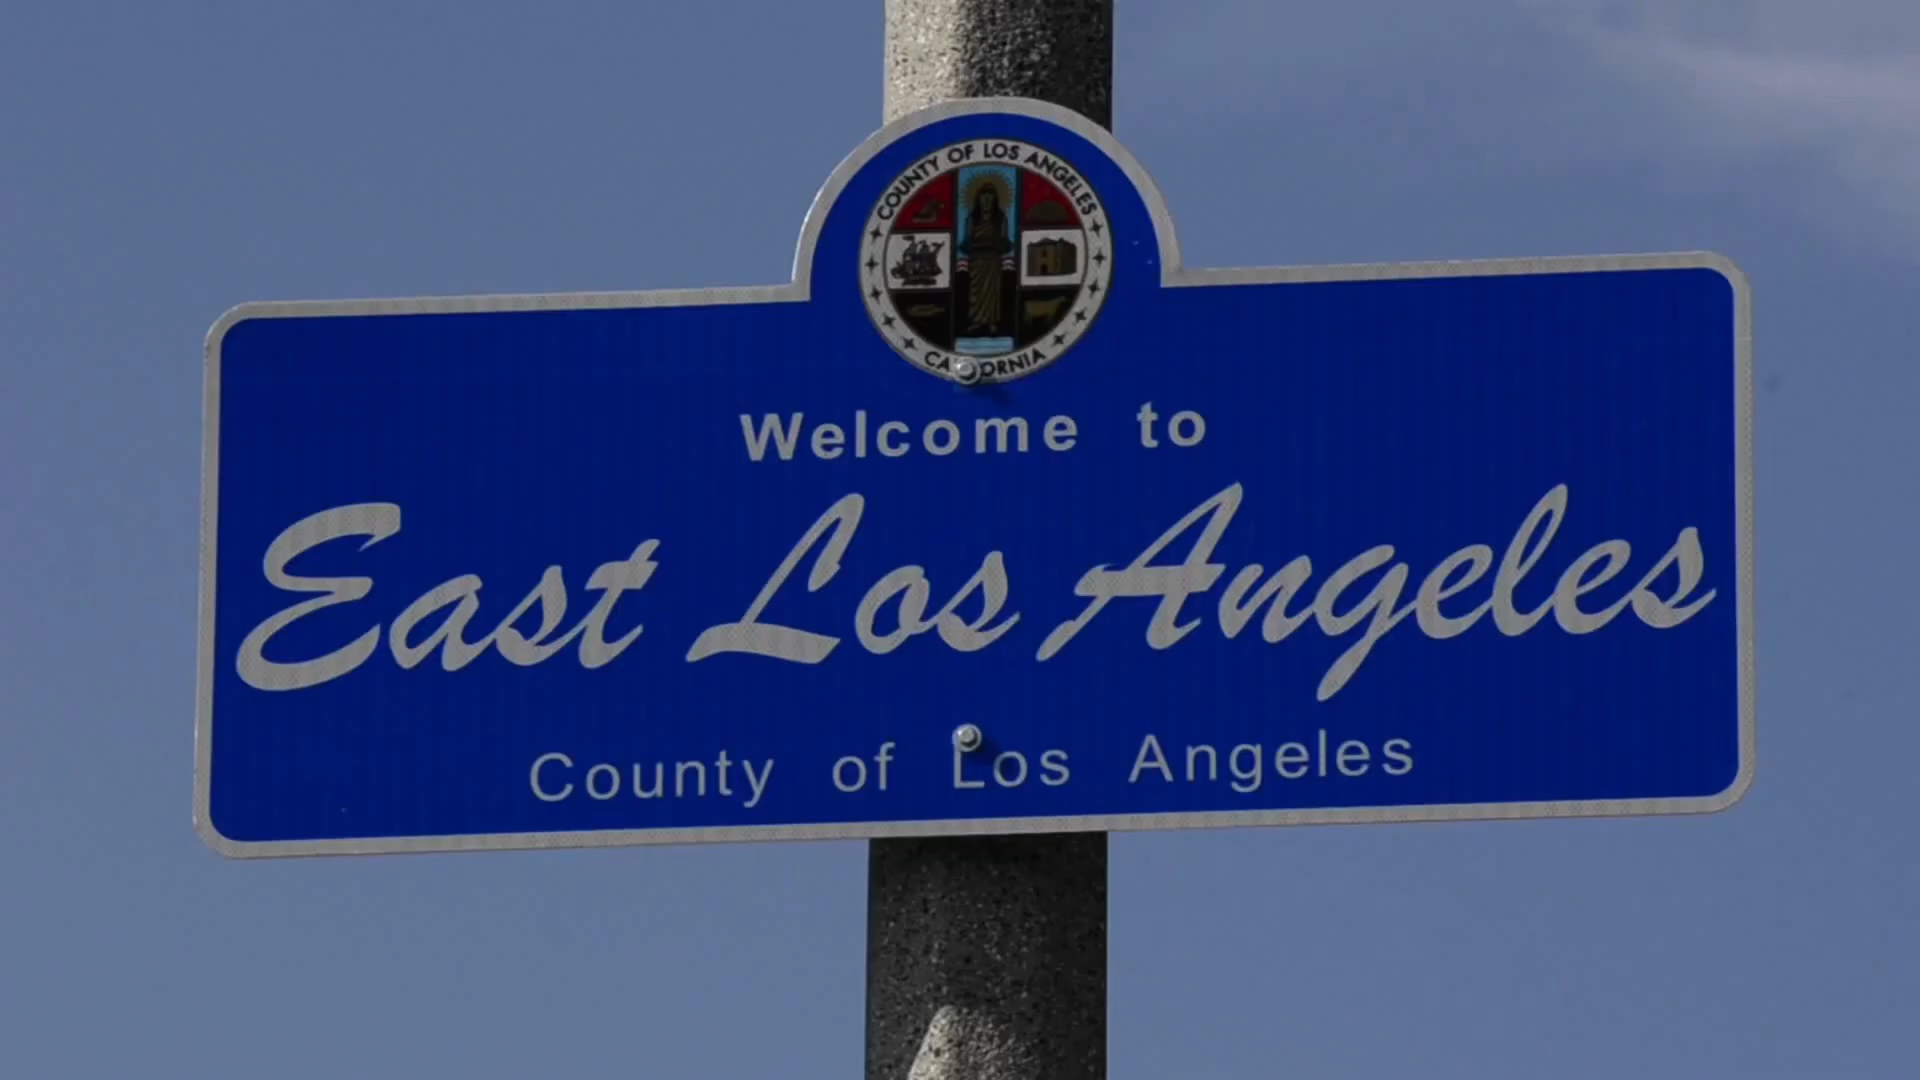 COUNTY OF LOS ANGELES
CALIFORNIA
Welcome to
East Los Angeles
County of Los Angeles